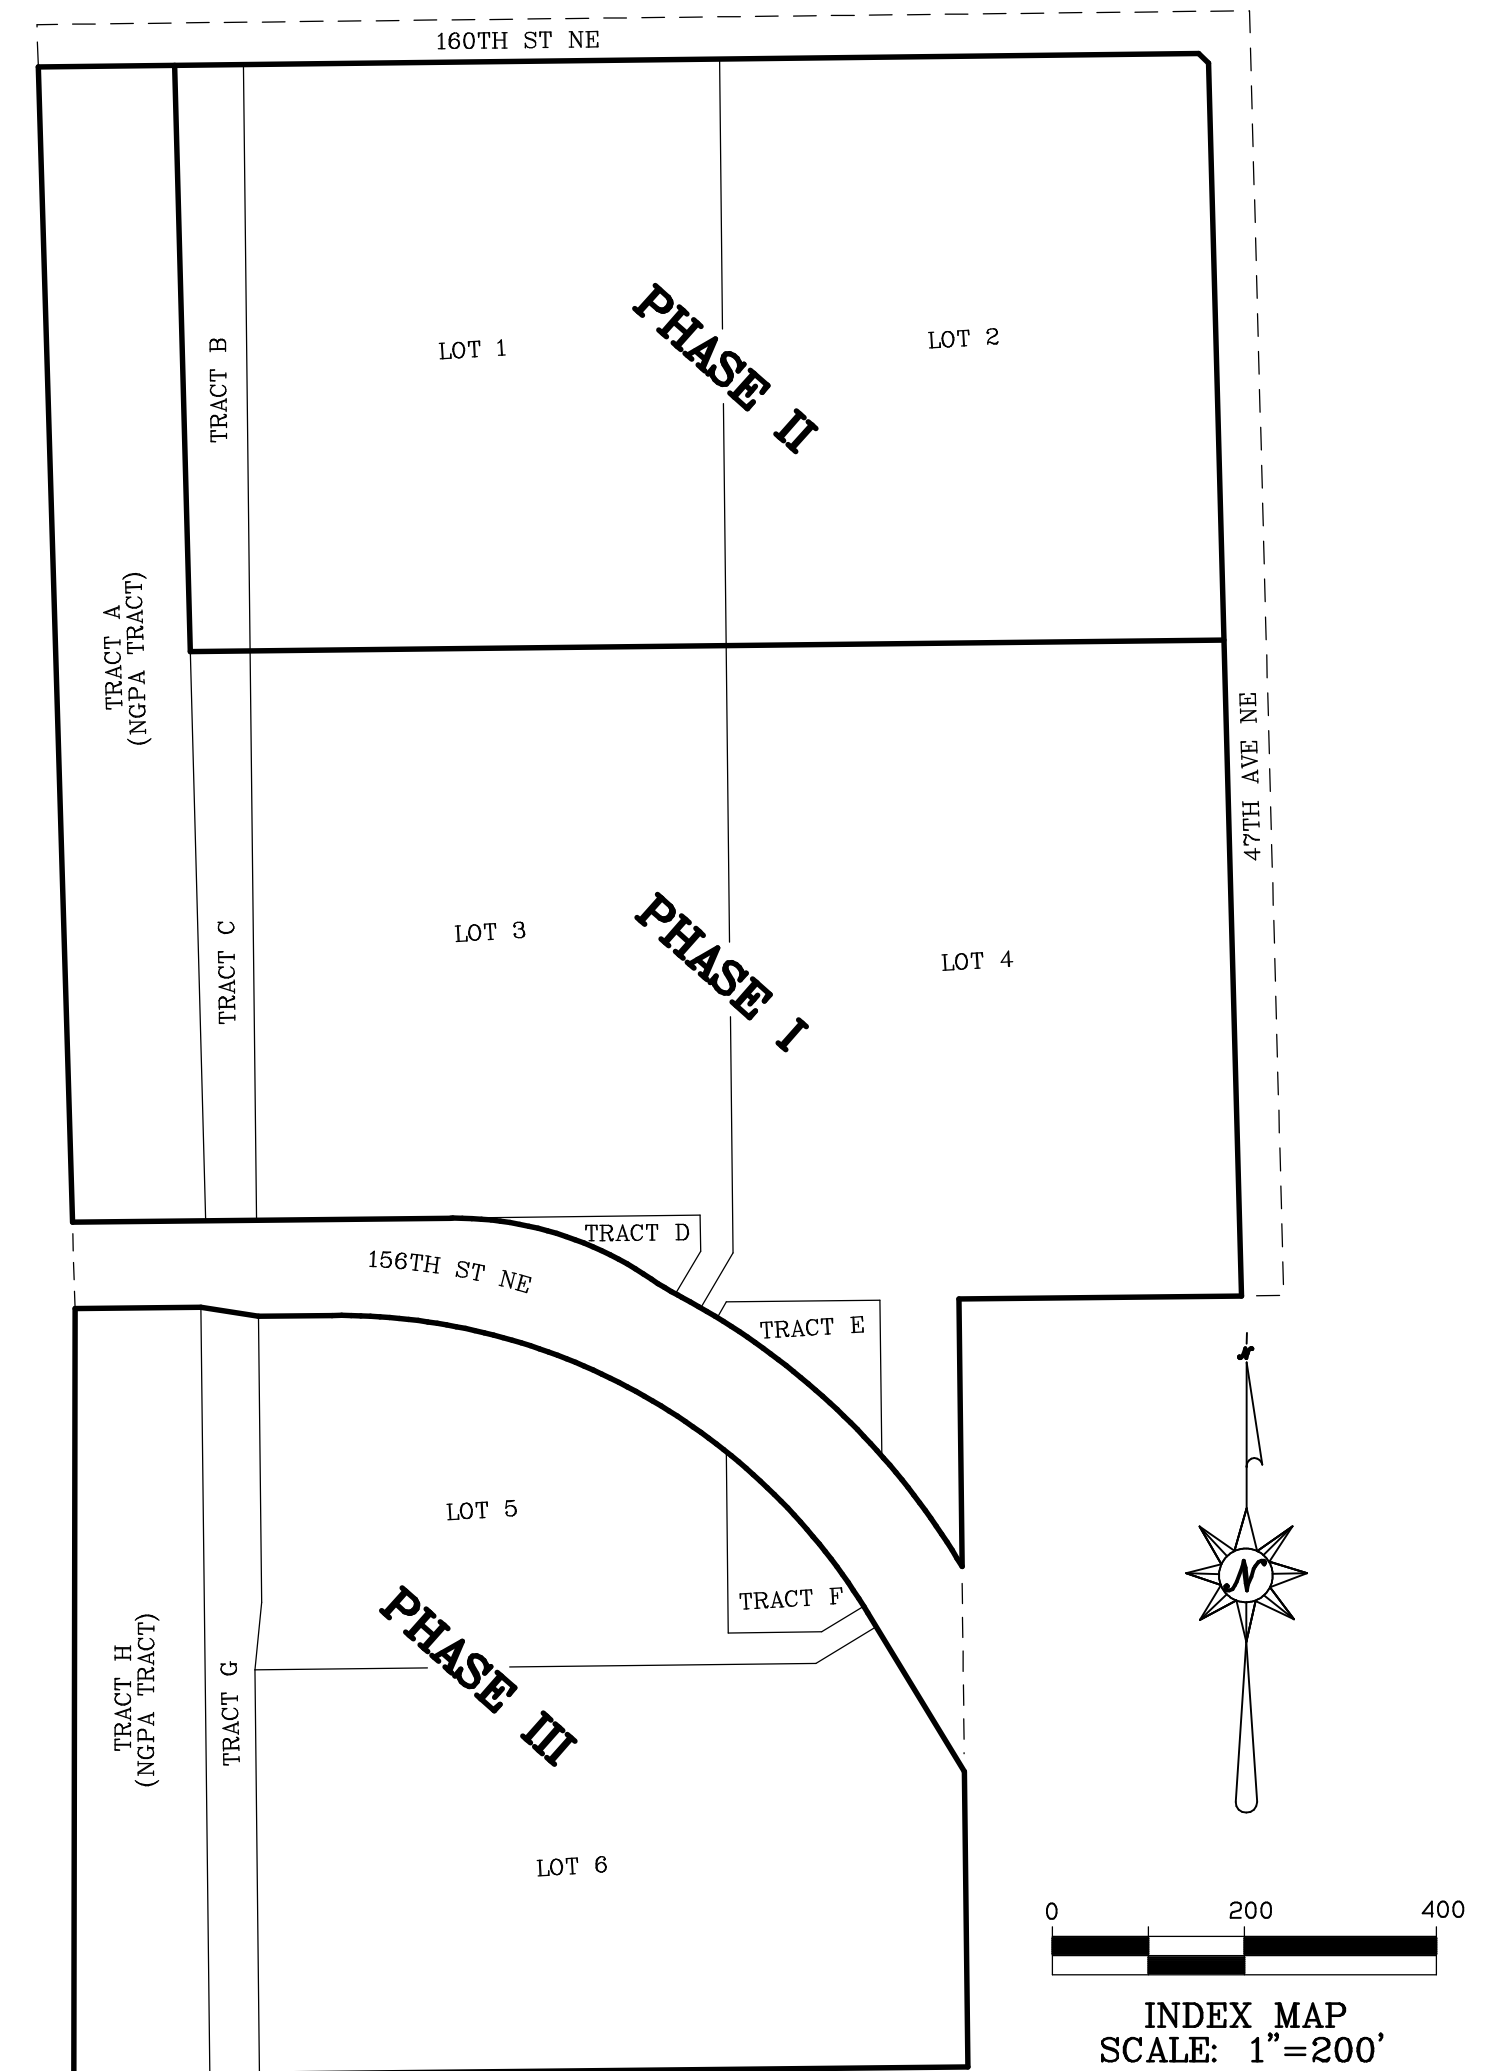 160TH ST NE
LOT 1
PHASE II
LOT 2
TRACT B
TRACT A
(NGPA TRACT)
47TH AVE NE
LOT 3
PHASE I
LOT 4
TRACT C
TRACT D
156TH ST NE
TRACT E
N
LOT 5
TRACT F
PHASE III
TRACT H
(NGPA TRACT)
TRACT G
LOT 6
0 200 400
INDEX MAP
SCALE: 1"=200'